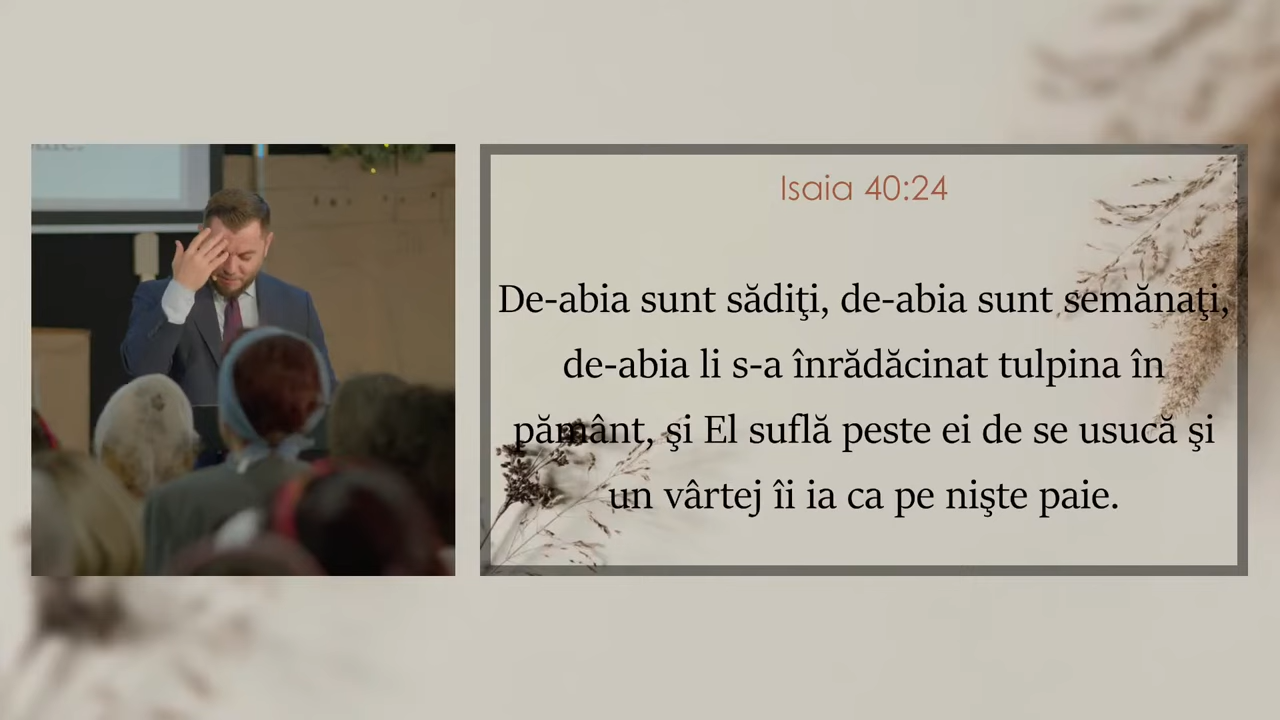 Isaia 40:24
De-abia sunt sădiţi, de-abia sunt semănaţi,
de-abia li s-a înrădăcinat tulpina în
pământ, şi El suflă peste ei de se usucă şi
un vârtej îi ia ca pe nişte paie.